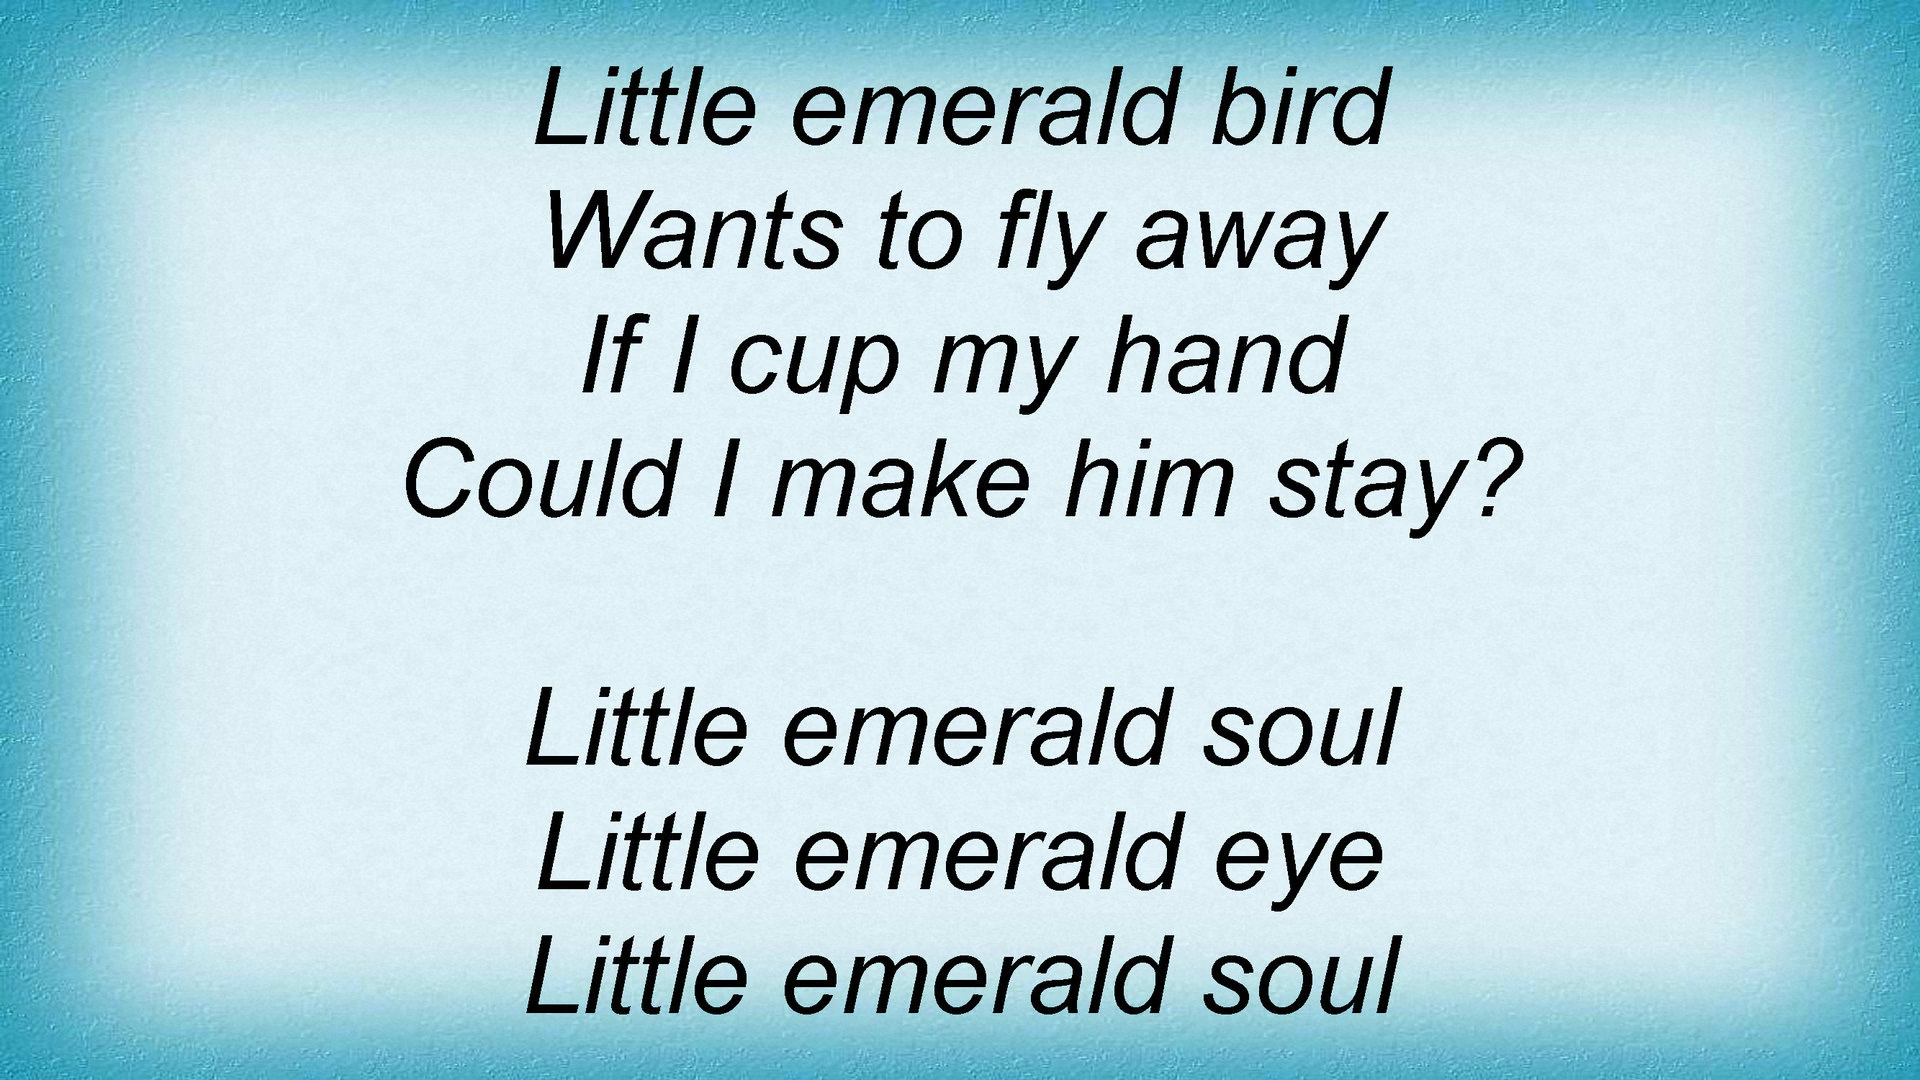 Little emerald bird
Wants to fly away
If I cup my hand
Could I make him stay?
Little emerald soul
Little emerald eye
Little emerald soul